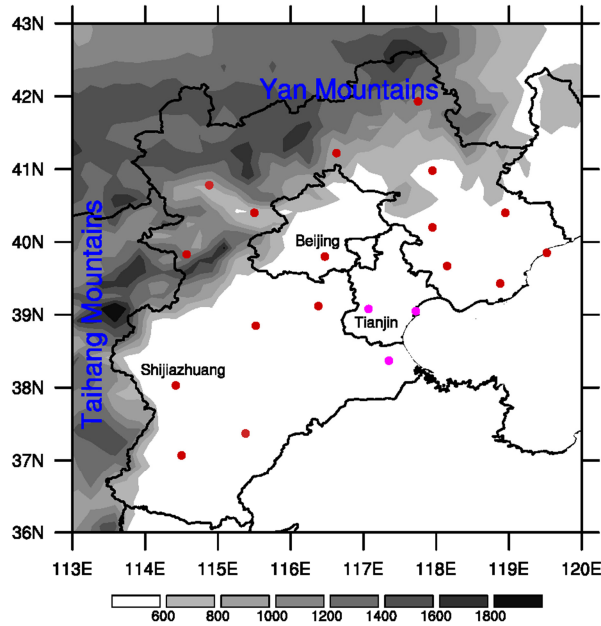 43N
Yan Mountains
42N
41N
Taihang Mountains
Beijing
40N
39N
Tianjin
Shijiazhuang
38N
37N
36N
113E 114E 115E 116E 117E 118E 119E 120E
600 800 1000 1200 1400 1600 1800